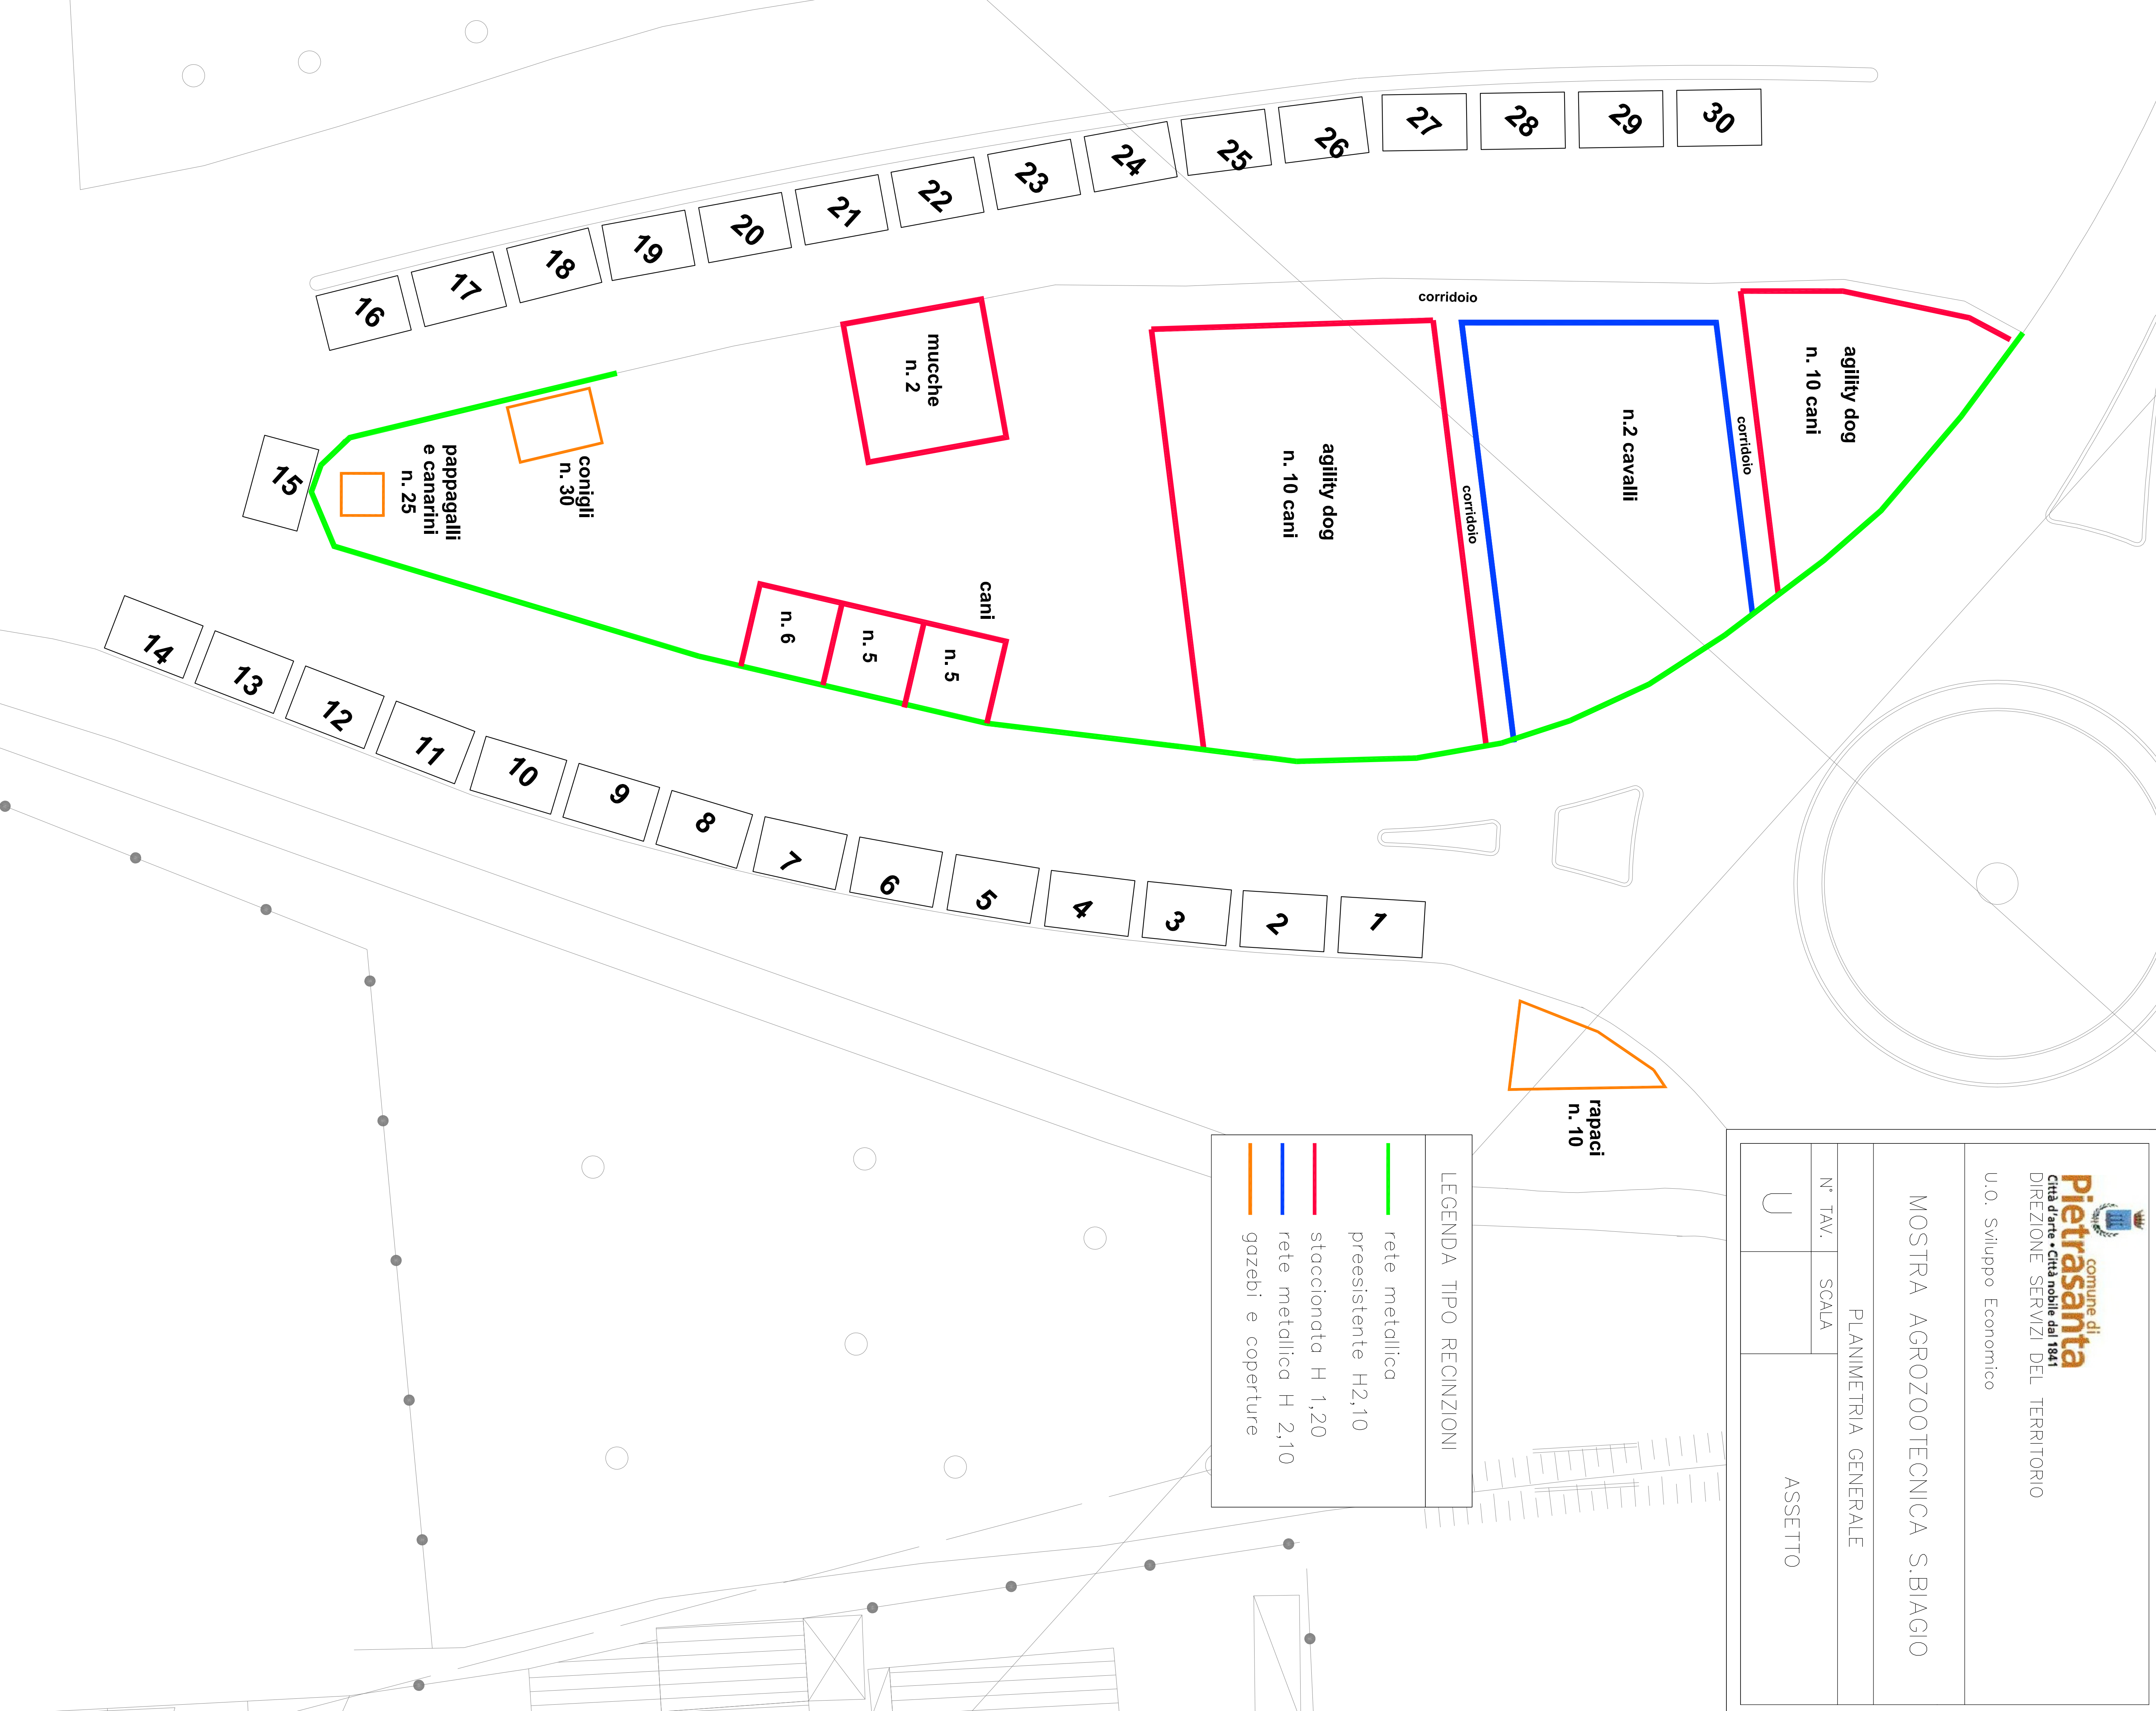 16
17
18
19
20
21
22
23
24
25
26
27
28
29
30
15
14
13
12
11
10
9
8
7
6
5
4
3
2
1
pappagalli
e canarini
n. 25
conigli
n. 30
mucche
n. 2
cani
n. 6
n. 5
n. 5
agility dog
n. 10 cani
corridoio
corridoio
n.2 cavalli
corridoio
agility dog
n. 10 cani
rapaci
n. 10
LEGENDA TIPO RECINZIONI
rete metallica
preesistente H2,10
staccionata H 1,20
rete metallica H 2,10
gazebi e coperture
comune di
Pietrasanta
Città d'arte • Città nobile dal 1841
DIREZIONE SERVIZI DEL TERRITORIO
U.O. Sviluppo Economico
MOSTRA AGROZOOTECNICA S.BIAGIO
PLANIMETRIA GENERALE
N° TAV.
SCALA
U
ASSETTO